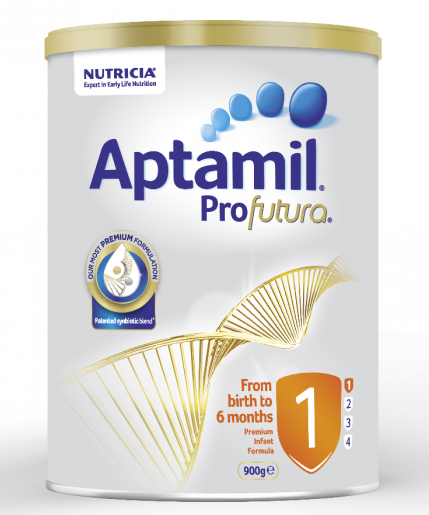 NUTRICIA®
Expert in Early Life Nutrition
Aptamil®
Profutura®
OUR MOST PREMIUM FORMULATION
Patented synbiotic blend*
From
birth to
6 months
Premium
Infant
Formula
900g℮
1
1
2
3
4